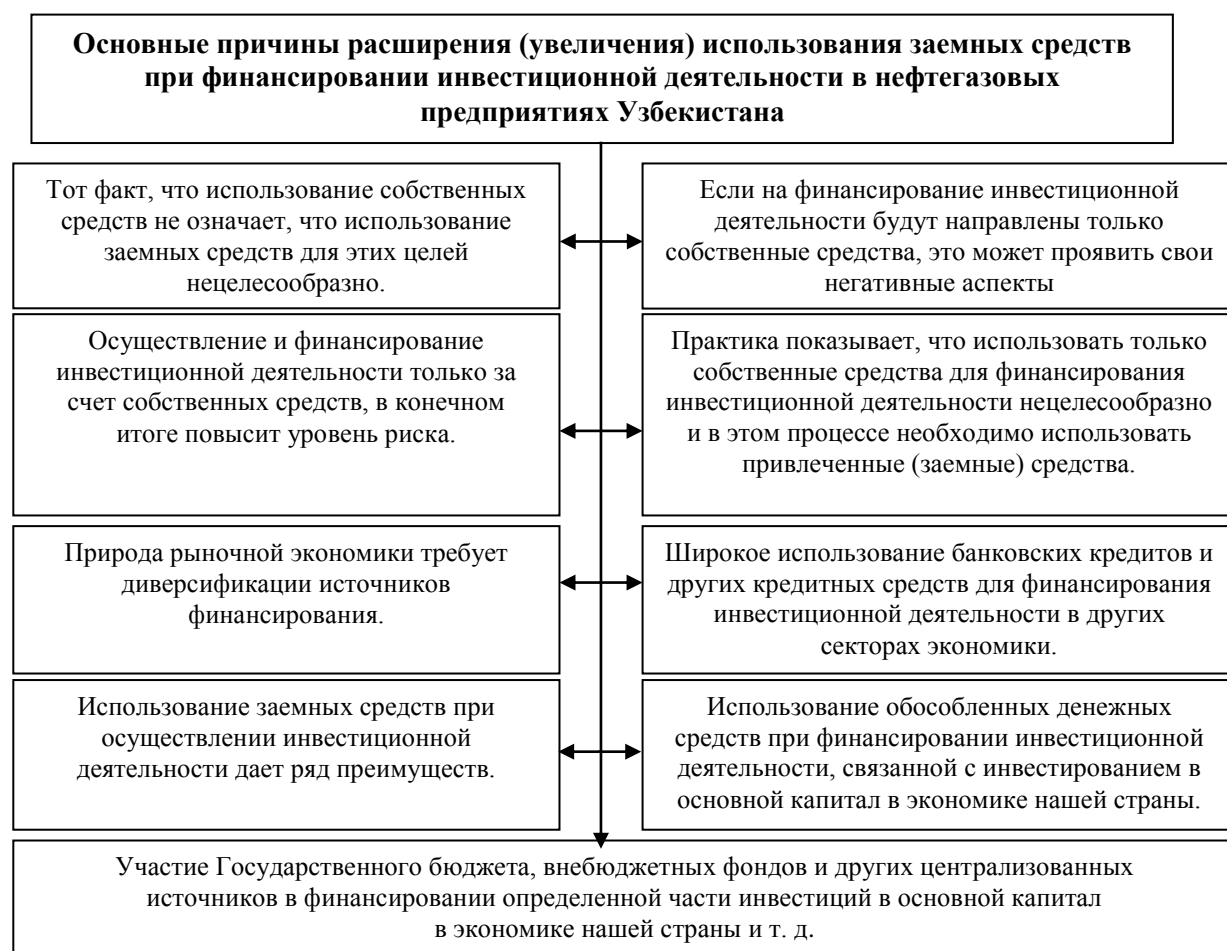 Основные причины расширения (увеличения) использования заемных средств
при финансировании инвестиционной деятельности в нефтегазовых
предприятиях Узбекистана
Тот факт, что использование собственных
средств не означает, что использование
заемных средств для этих целей
нецелесообразно.
Если на финансирование инвестиционной
деятельности будут направлены только
собственные средства, это может проявить свои
негативные аспекты
Осуществление и финансирование
инвестиционной деятельности только за
счет собственных средств, в конечном
итоге повысит уровень риска.
Практика показывает, что использовать только
собственные средства для финансирования
инвестиционной деятельности нецелесообразно
и в этом процессе необходимо использовать
привлеченные (заемные) средства.
Природа рыночной экономики требует
диверсификации источников
финансирования.
Широкое использование банковских кредитов и
других кредитных средств для финансирования
инвестиционной деятельности в других
секторах экономики.
Использование заемных средств при
осуществлении инвестиционной
деятельности дает ряд преимуществ.
Использование обособленных денежных
средств при финансировании инвестиционной
деятельности, связанной с инвестированием в
основной капитал в экономике нашей страны.
Участие Государственного бюджета, внебюджетных фондов и других централизованных
источников в финансировании определенной части инвестиций в основной капитал
в экономике нашей страны и т. д.